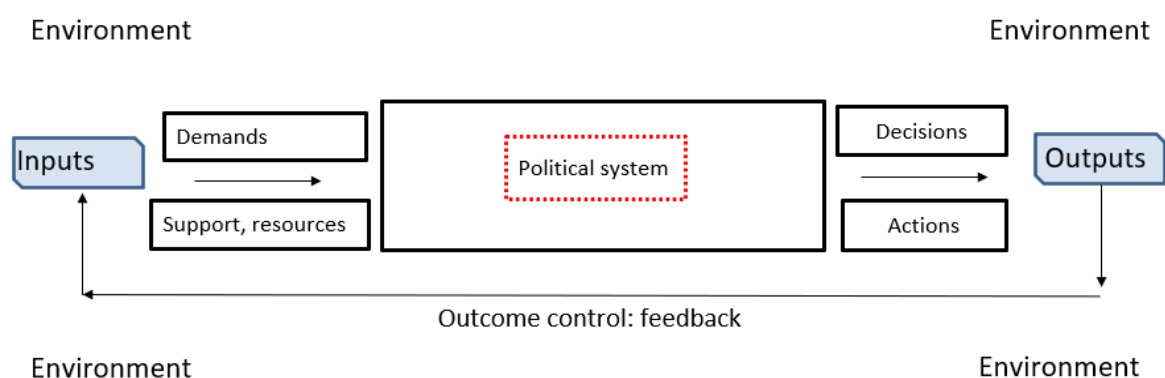 Environment
Environment
Demands
Decisions
Inputs
Political system
Outputs
Support, resources
Actions
Outcome control: feedback
Environment
Environment